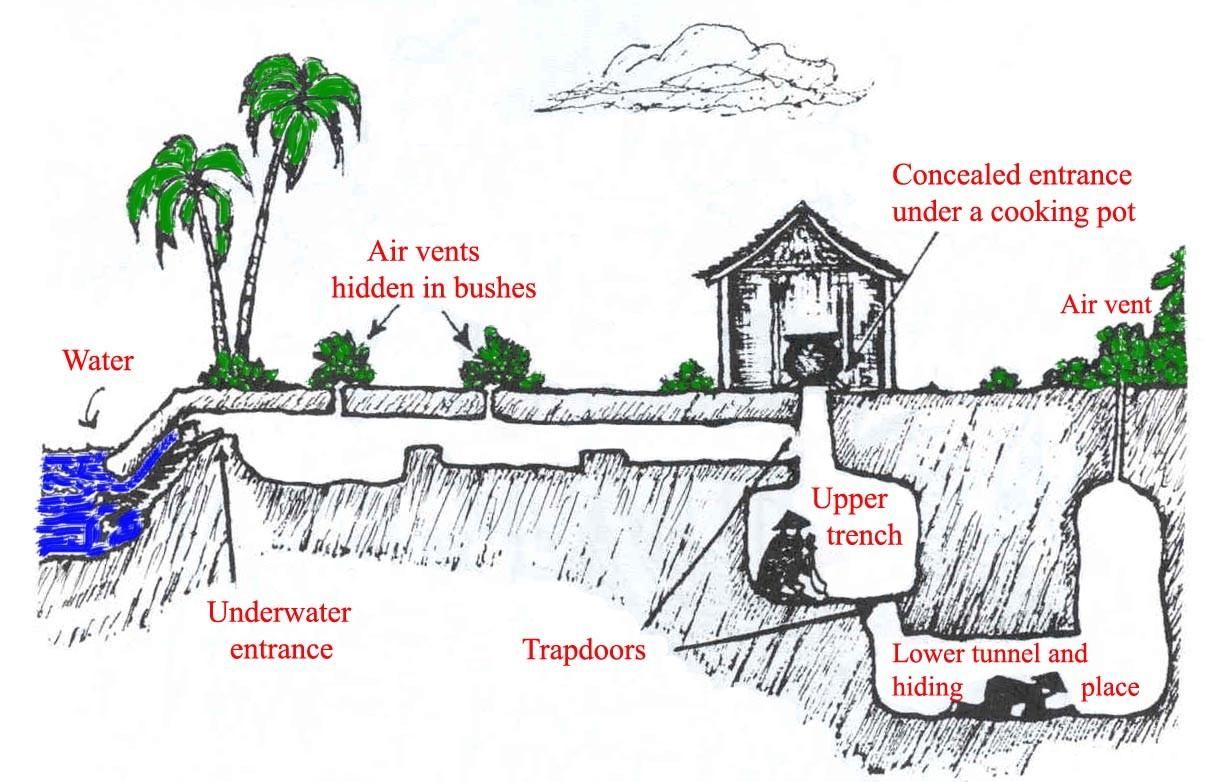 Concealed entrance
under a cooking pot
Air vents
hidden in bushes
Air vent
Water
Upper
trench
Underwater
entrance
Trapdoors
Lower tunnel and
hiding place